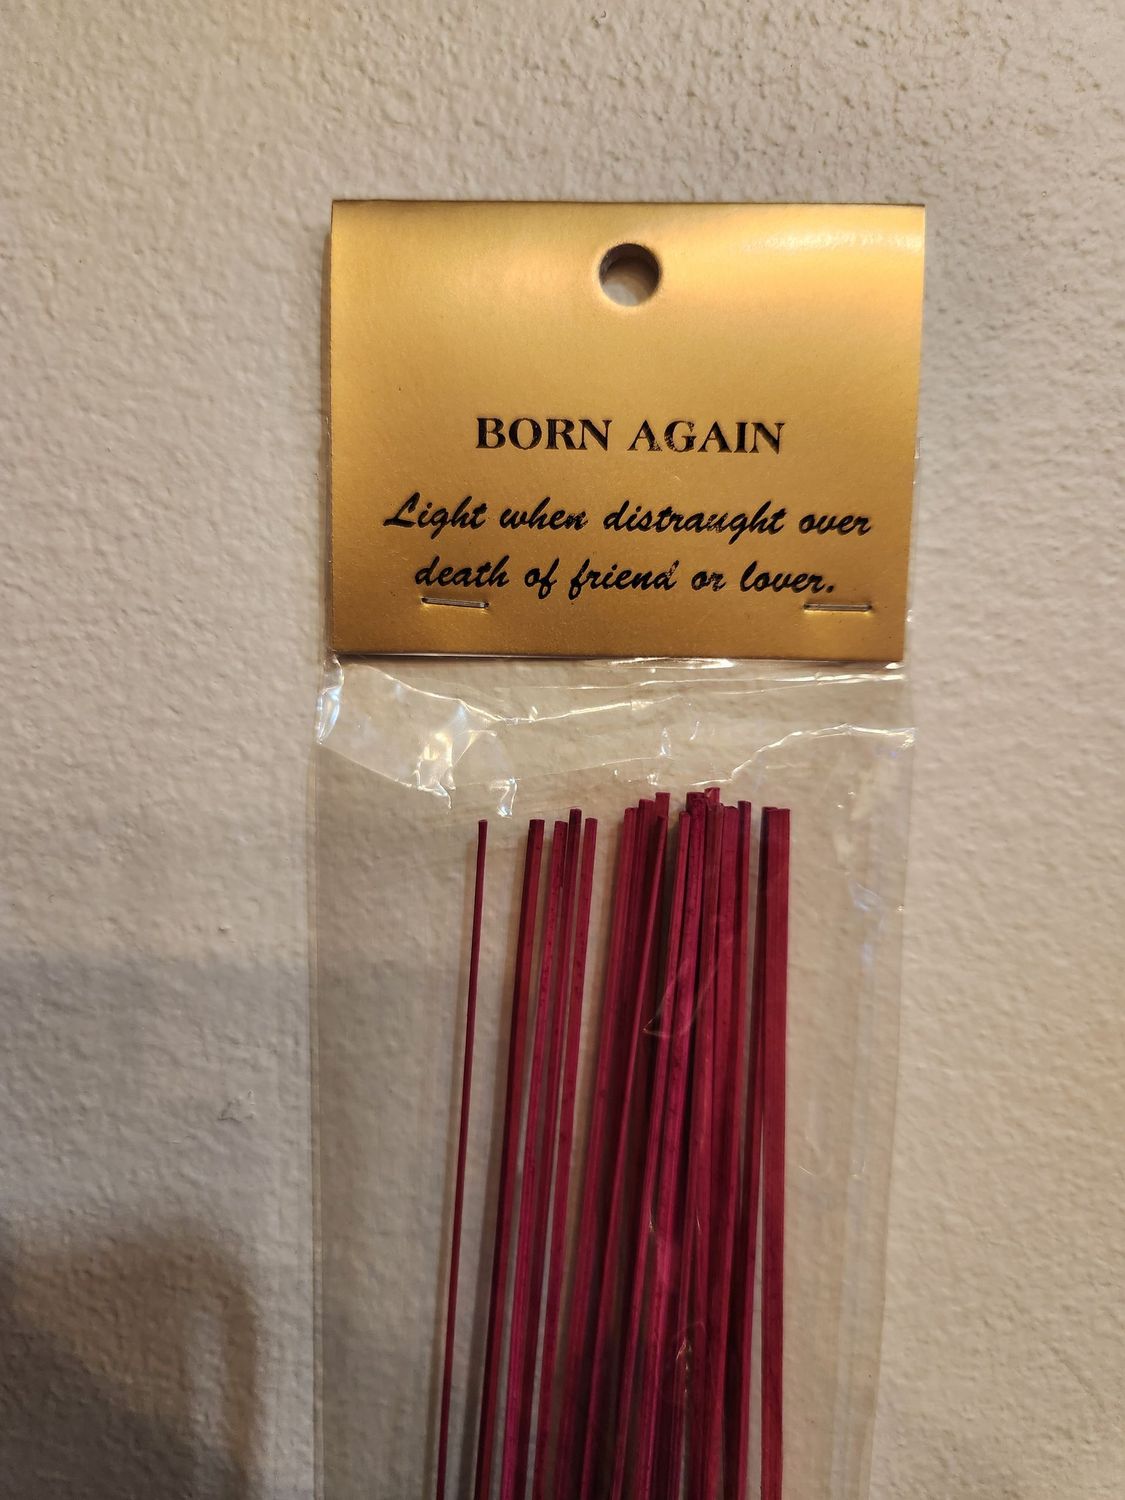 BORN AGAIN
Light when distraught over
death of friend or lover.